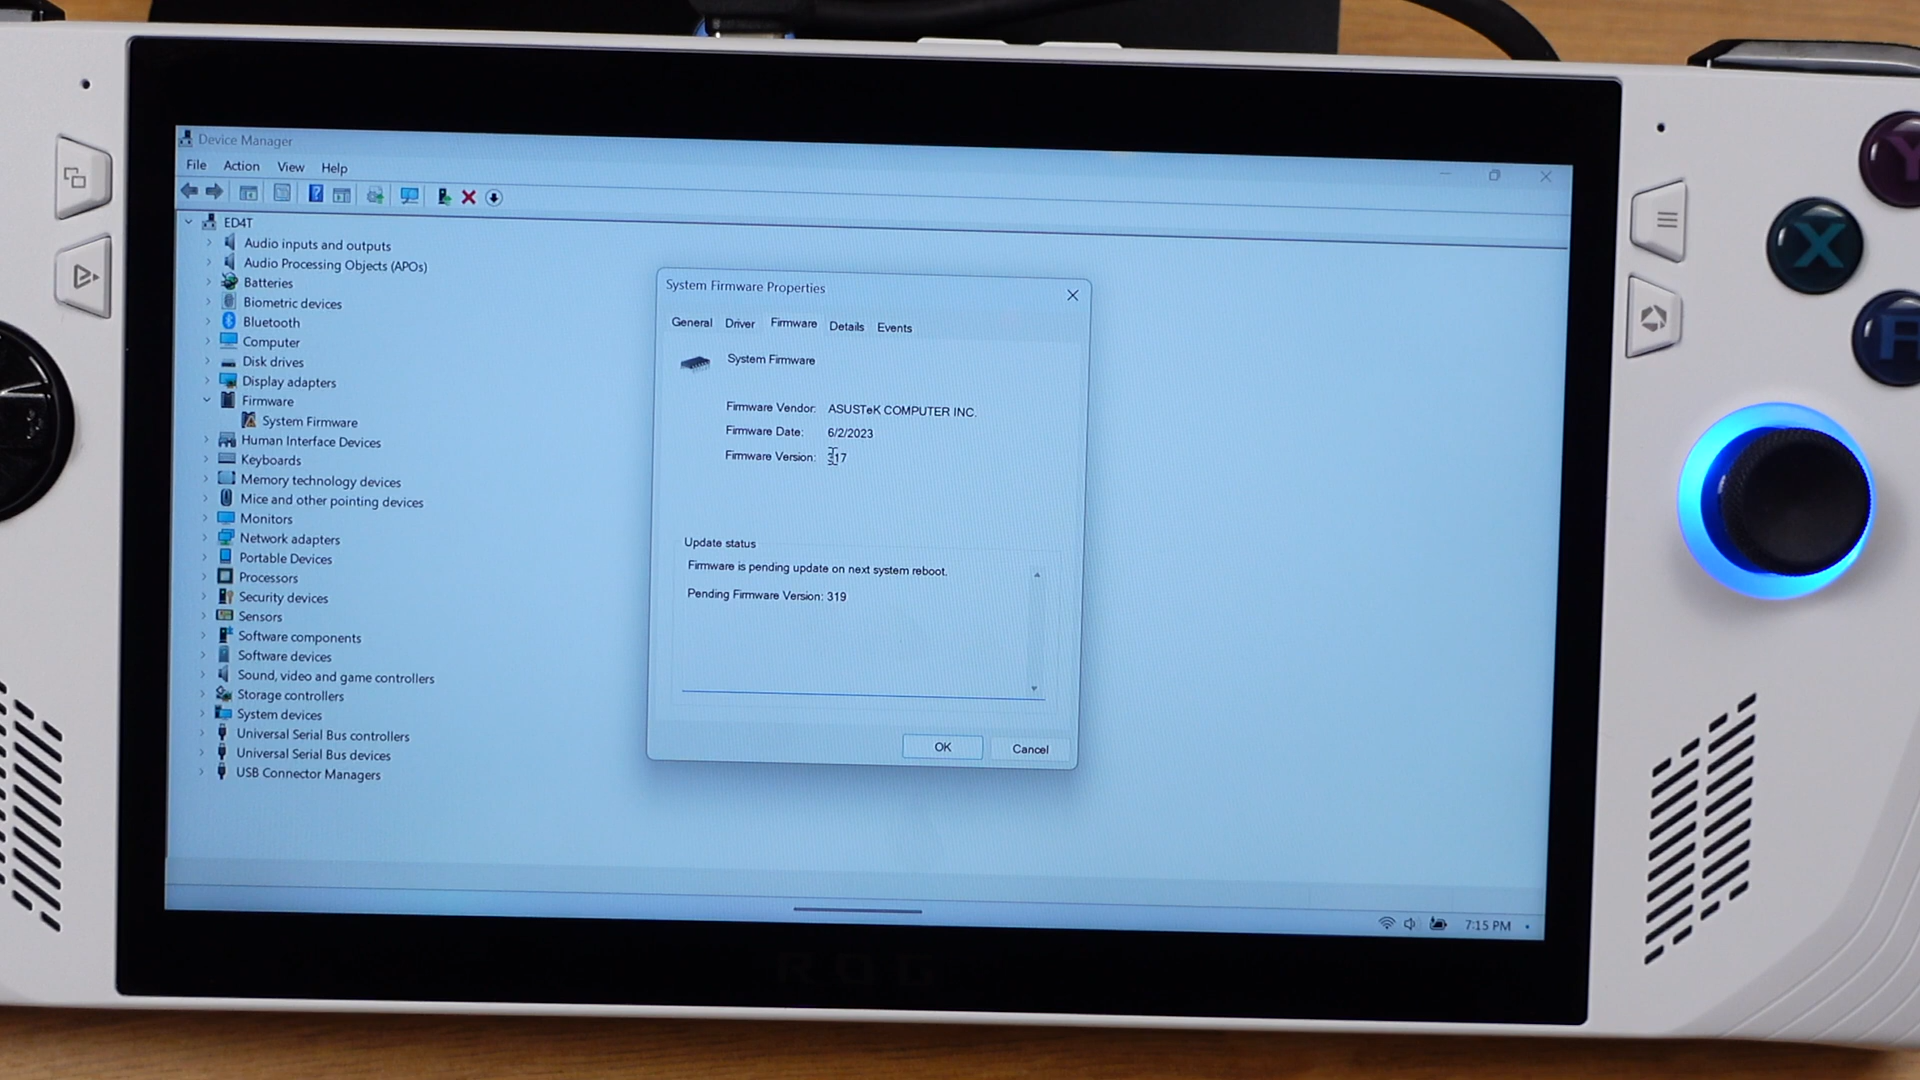 Device Manager
File Action View Help
ED4T
Audio inputs and outputs
Audio Processing Objects (APOs)
Batteries
Biometric devices
Bluetooth
Computer
Disk drives
Display adapters
Firmware
System Firmware
Human Interface Devices
Keyboards
Memory technology devices
Mice and other pointing devices
Monitors
Network adapters
Portable Devices
Processors
Security devices
Sensors
Software components
Software devices
Sound, video and game controllers
Storage controllers
System devices
Universal Serial Bus controllers
Universal Serial Bus devices
USB Connector Managers
System Firmware Properties
General Driver Firmware Details Events
System Firmware
Firmware Vendor: ASUSTeK COMPUTER INC.
Firmware Date: 6/2/2023
Firmware Version: 317
Update status
Firmware is pending update on next system reboot.
Pending Firmware Version: 319
OK Cancel
7:15 PM
ROG
Y
X